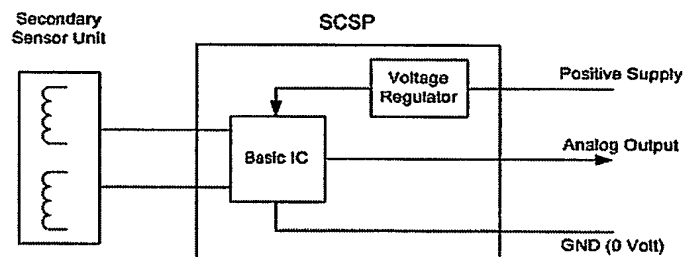 Secondary
Sensor Unit
SCSP
Voltage
Regulator
Positive Supply
Basic IC
Analog Output
GND (0 Volt)